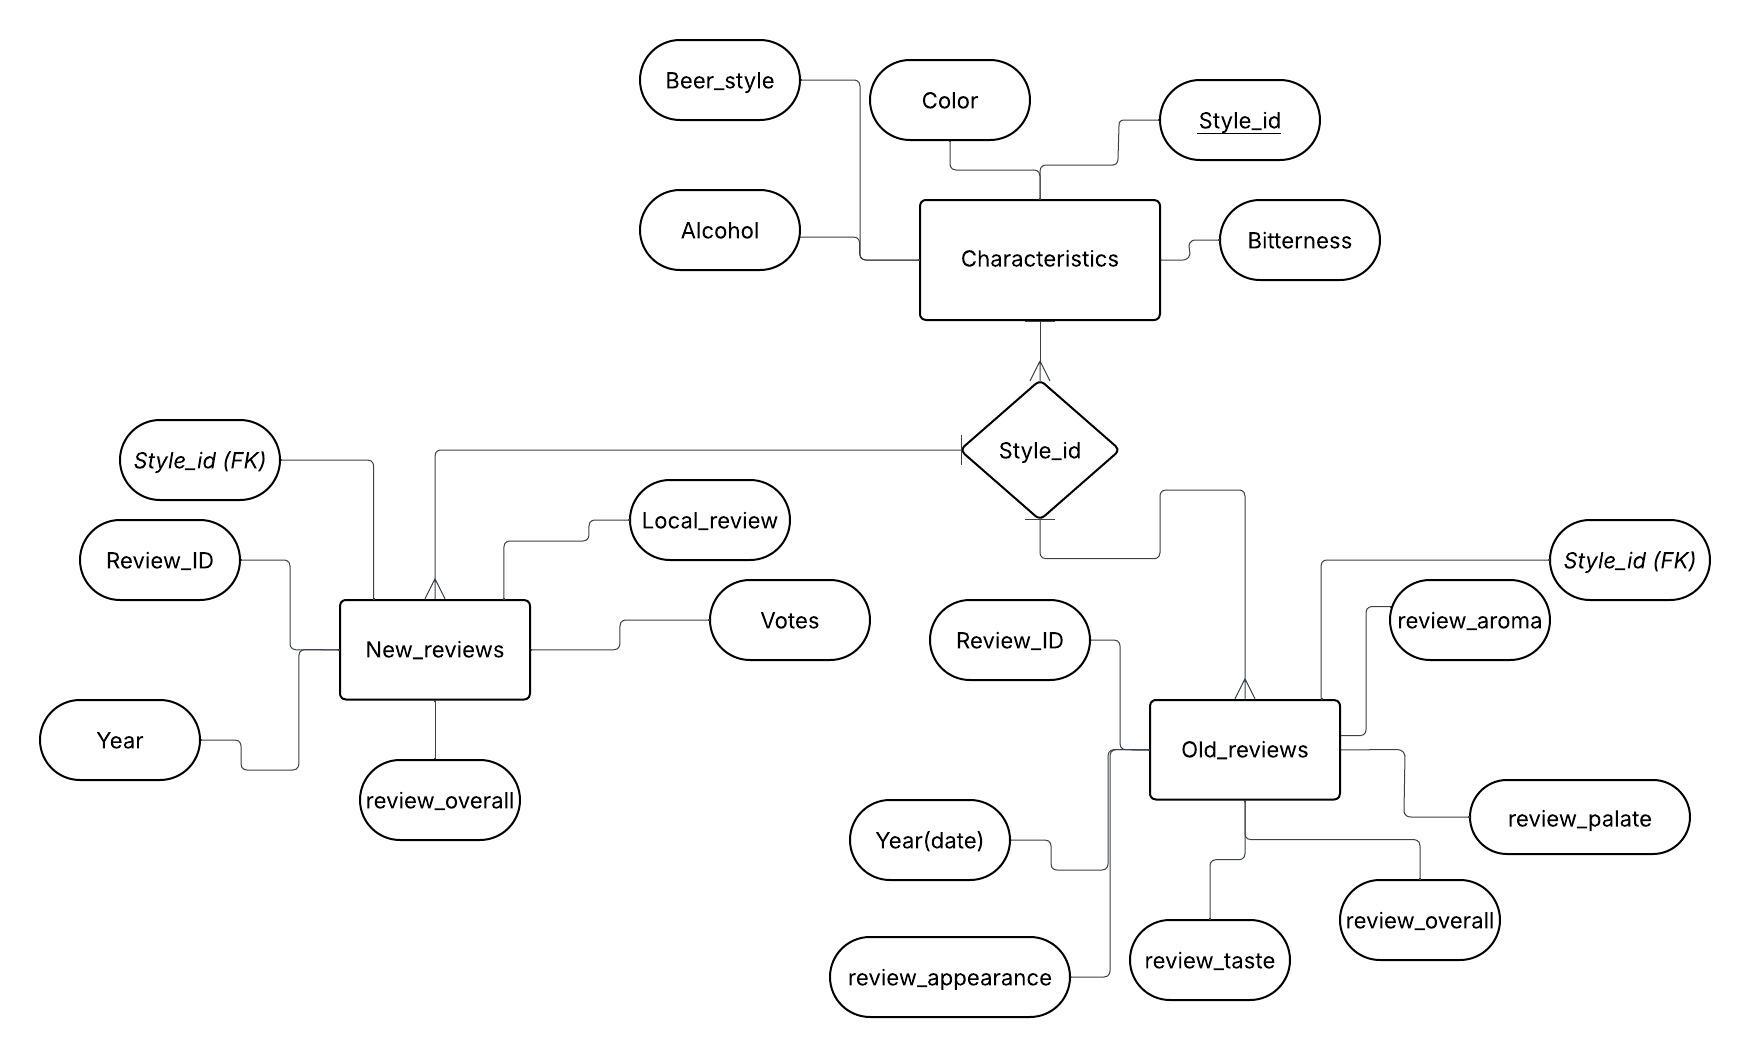 Beer_style
Color
Style_id
Alcohol
Bitterness
Characteristics
Style_id
Style_id (FK)
Local_review
Review_ID
Votes
New_reviews
Year
review_overall
Style_id (FK)
review_aroma
Review_ID
Old_reviews
review_palate
Year(date)
review_overall
review_taste
review_appearance